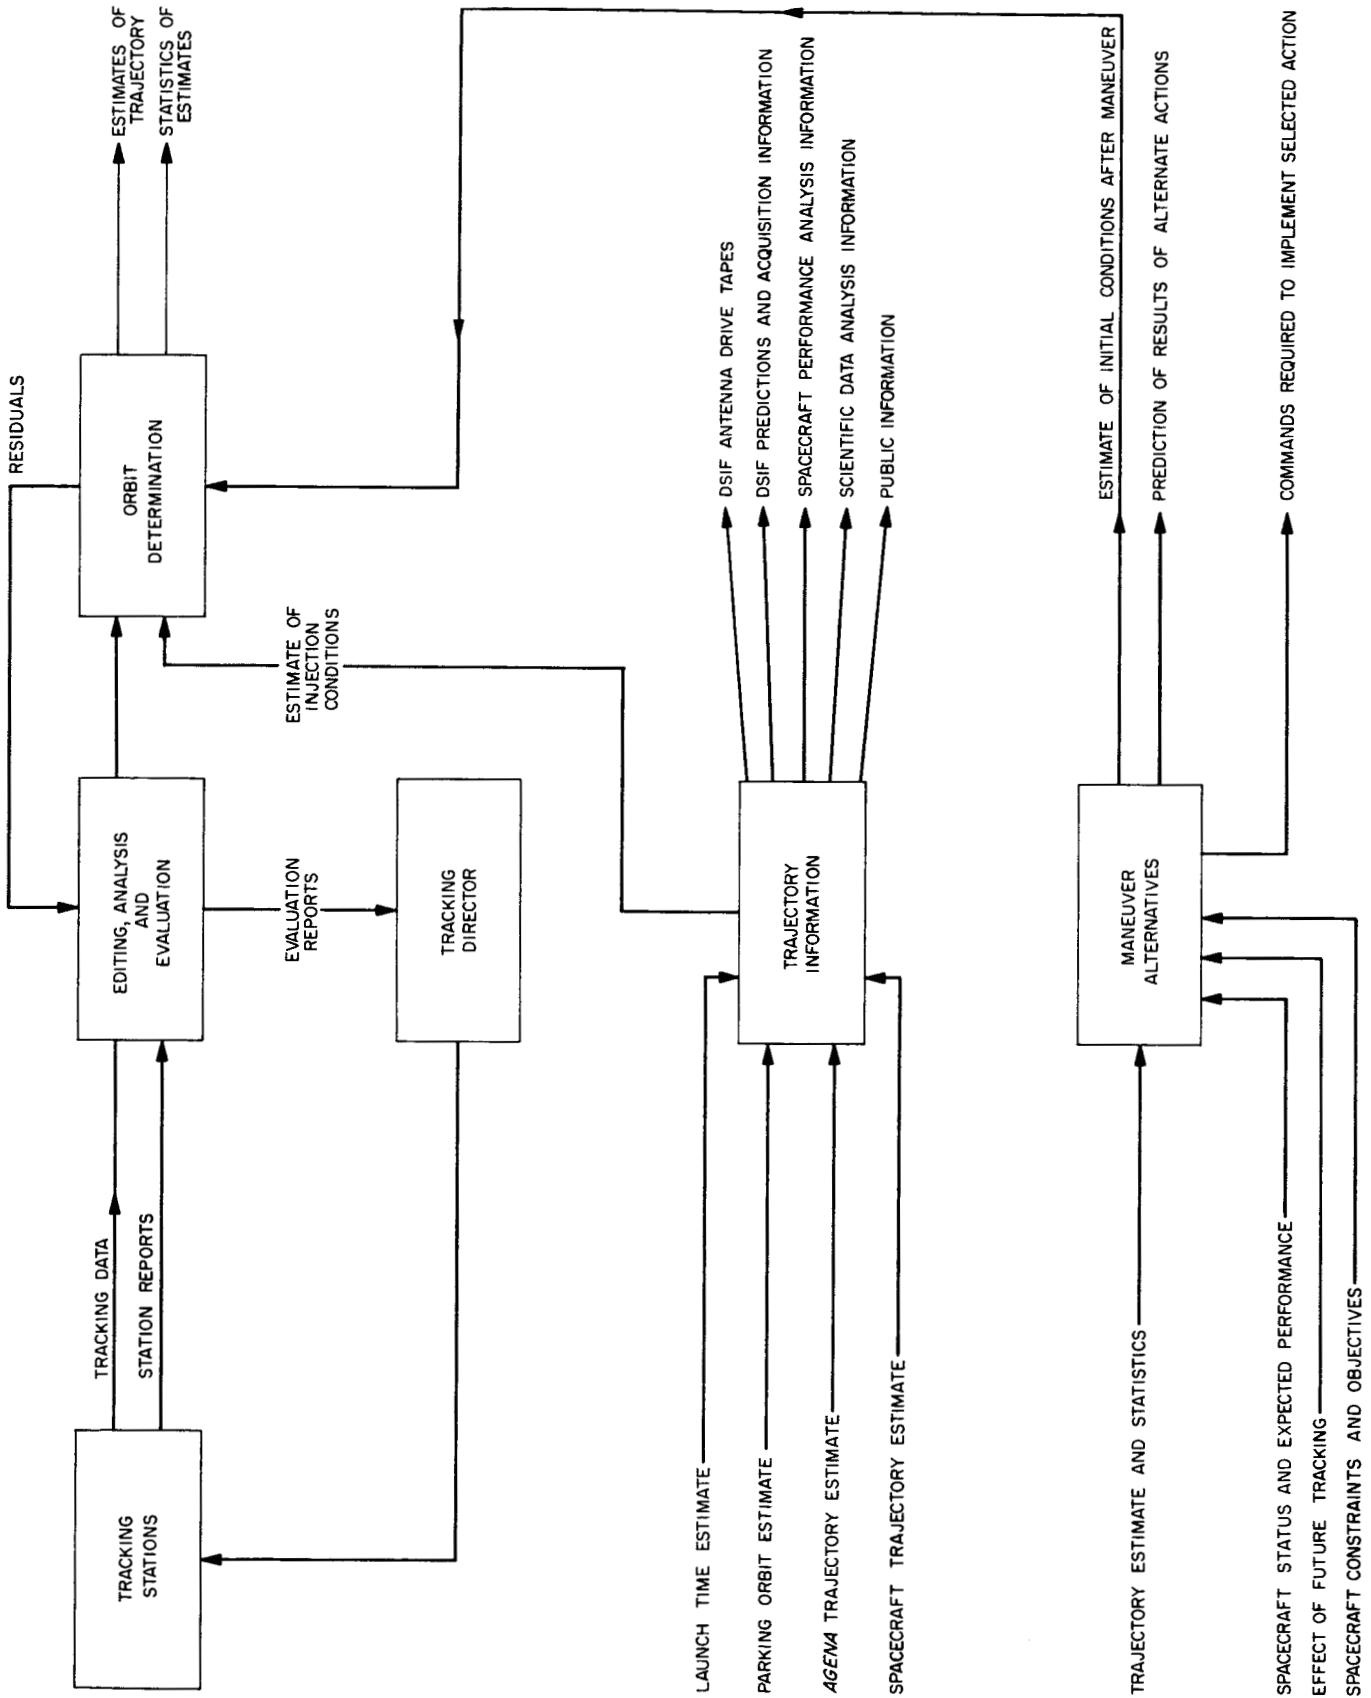 RESIDUALS
TRACKING
STATIONS
TRACKING DATA
STATION REPORTS
EDITING, ANALYSIS
AND
EVALUATION
ORBIT
DETERMINATION
ESTIMATES OF
TRAJECTORY
STATISTICS OF
ESTIMATES
EVALUATION
REPORTS
ESTIMATE OF
INJECTION
CONDITIONS
TRACKING
DIRECTOR
LAUNCH TIME ESTIMATE
PARKING ORBIT ESTIMATE
AGENA TRAJECTORY ESTIMATE
SPACECRAFT TRAJECTORY ESTIMATE
TRAJECTORY
INFORMATION
DSIF ANTENNA DRIVE TAPES
DSIF PREDICTIONS AND ACQUISITION INFORMATION
SPACECRAFT PERFORMANCE ANALYSIS INFORMATION
SCIENTIFIC DATA ANALYSIS INFORMATION
PUBLIC INFORMATION
TRAJECTORY ESTIMATE AND STATISTICS
MANEUVER
ALTERNATIVES
ESTIMATE OF INITIAL CONDITIONS AFTER MANEUVER
PREDICTION OF RESULTS OF ALTERNATE ACTIONS
COMMANDS REQUIRED TO IMPLEMENT SELECTED ACTION
SPACECRAFT STATUS AND EXPECTED PERFORMANCE
EFFECT OF FUTURE TRACKING
SPACECRAFT CONSTRAINTS AND OBJECTIVES